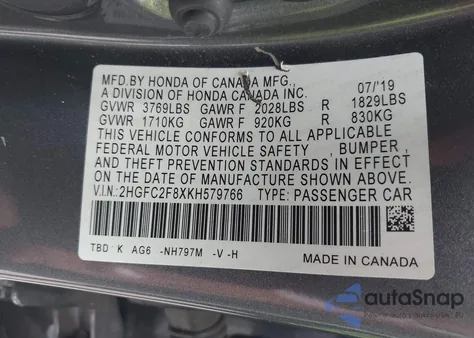 MFD.BY HONDA OF CANADA MFG., 07/'19
A DIVISION OF HONDA CANADA INC.
GVWR 3769LBS GAWR F 2028LBS R 1829LBS
GVWR 1710KG GAWR F 920KG R 830KG
THIS VEHICLE CONFORMS TO ALL APPLICABLE
FEDERAL MOTOR VEHICLE SAFETY , BUMPER ,
AND THEFT PREVENTION STANDARDS IN EFFECT
ON THE DATE OF MANUFACTURE SHOWN ABOVE.
V.I.N.: 2HGFC2F8XKH579766 TYPE: PASSENGER CAR
TBD K AG6 -NH797M -V -H
MADE IN CANADA
autoSnap